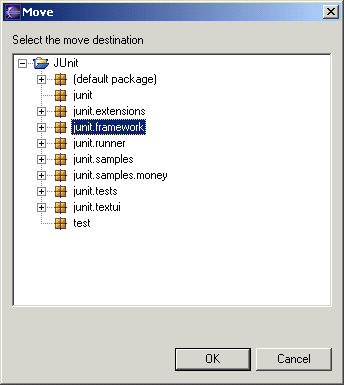 Move
Select the move destination
JUnit
(default package)
junit
junit.extensions
junit.framework
junit.runner
junit.samples
junit.samples.money
junit.tests
junit.textui
test
OK Cancel